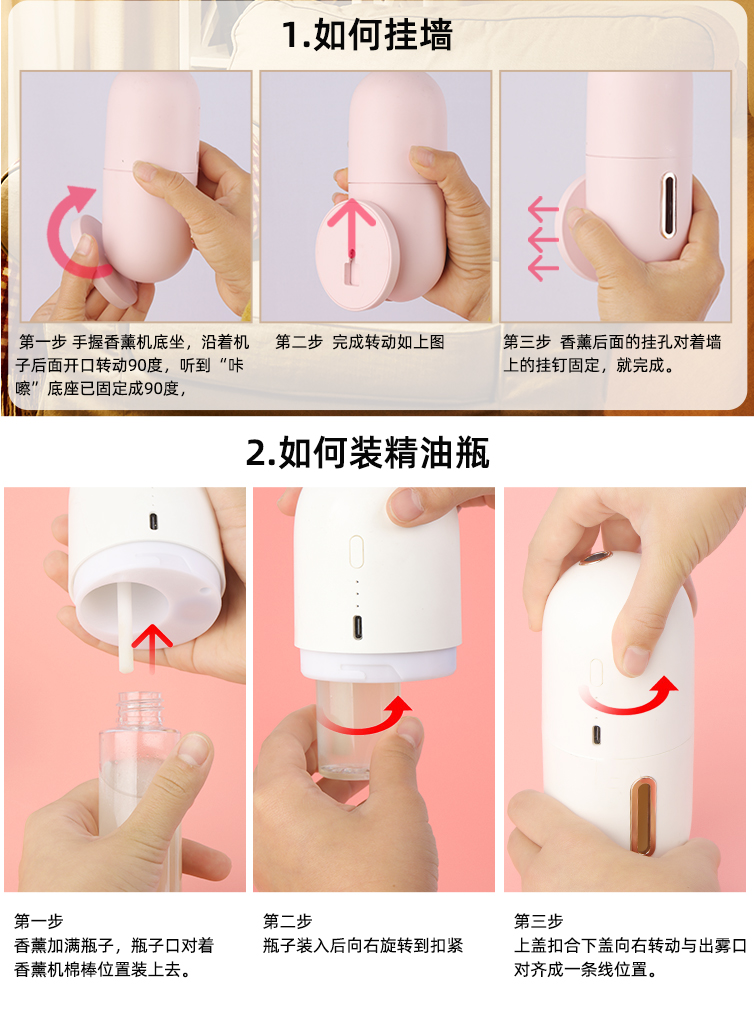 1.如何挂墙
第一步 手握香薰机底坐，沿着机
子后面开口转动90度，听到“咔
嚓”底座已固定成90度，
第二步 完成转动如上图
第三步 香薰后面的挂孔对着墙
上的挂钉固定，就完成。
2.如何装精油瓶
第一步
香薰加满瓶子，瓶子口对着
香薰机棉棒位置装上去。
第二步
瓶子装入后向右旋转到扣紧
第三步
上盖扣合下盖向右转动与出雾口
对齐成一条线位置。